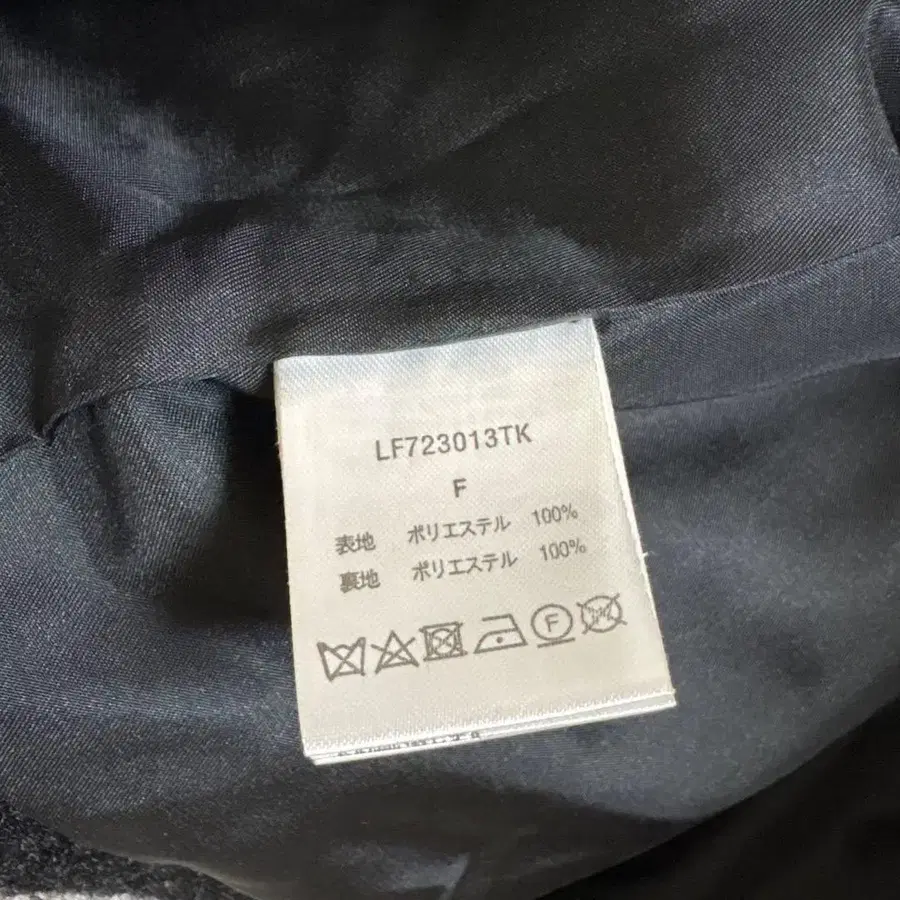 LF723013TK
F
表地 ポリエステル 100%
裏地 ポリエステル 100%
F W